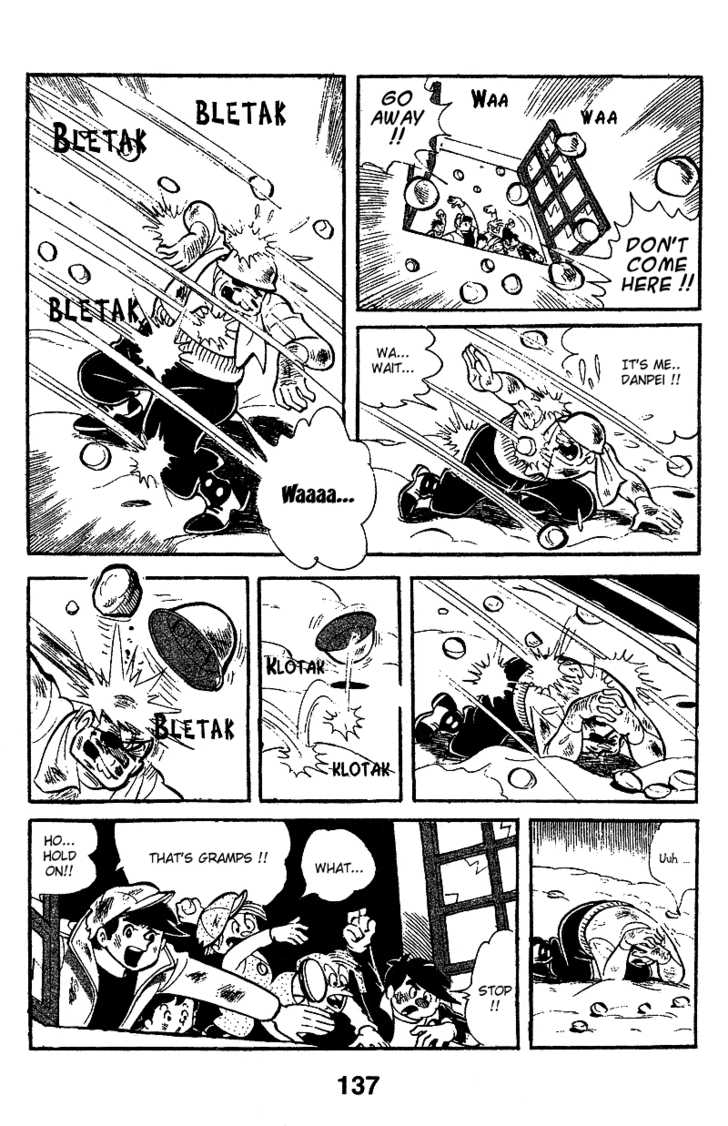 BLETAK
BLETAK
BLETAK
Waaaa...
GO
AWAY
!!
WAA
WAA
DON'T
COME
HERE !!
WA...
WAIT...
IT'S ME..
DANPEI !!
BLETAK
KLOTAK
KLOTAK
HO...
HOLD
ON!!
THAT'S GRAMPS !!
WHAT...
STOP
!!
Uuh ...
137